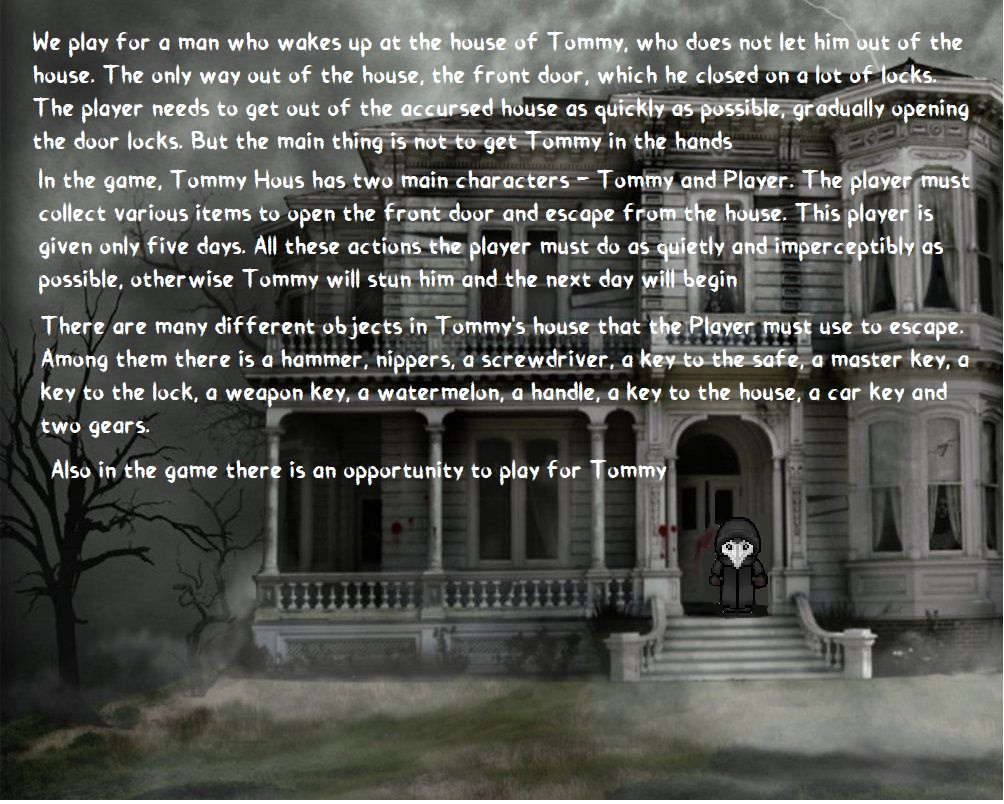 We play for a man who wakes up at the house of Tommy, who does not let him out of the
house. The only way out of the house, the front door, which he closed on a lot of locks.
The player needs to get out of the accursed house as quickly as possible, gradually opening
the door locks. But the main thing is not to get Tommy in the hands
In the game, Tommy Hous has two main characters - Tommy and Player. The player must
collect various items to open the front door and escape from the house. This player is
given only five days. All these actions the player must do as quietly and imperceptibly as
possible, otherwise Tommy will stun him and the next day will begin
There are many different objects in Tommy's house that the Player must use to escape.
Among them there is a hammer, nippers, a screwdriver, a key to the safe, a master key, a
key to the lock, a weapon key, a watermelon, a handle, a key to the house, a car key and
two gears.
Also in the game there is an opportunity to play for Tommy